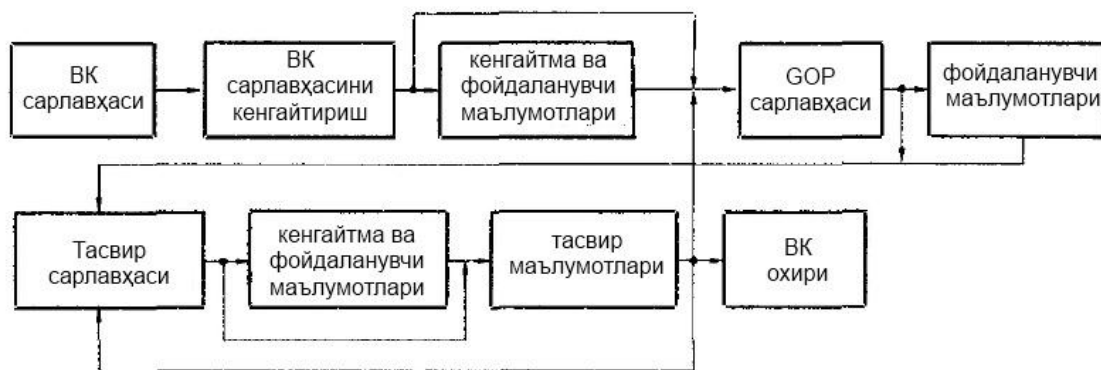 ВК
сарлавҳаси
ВК
сарлавҳасини
кенгайтириш
кенгайтма ва
фойдаланувчи
маълумотлари
GOP
сарлавҳаси
фойдаланувчи
маълумотлари
Тасвир
сарлавҳаси
кенгайтма ва
фойдаланувчи
маълумотлари
тасвир
маълумотлари
ВК
охири